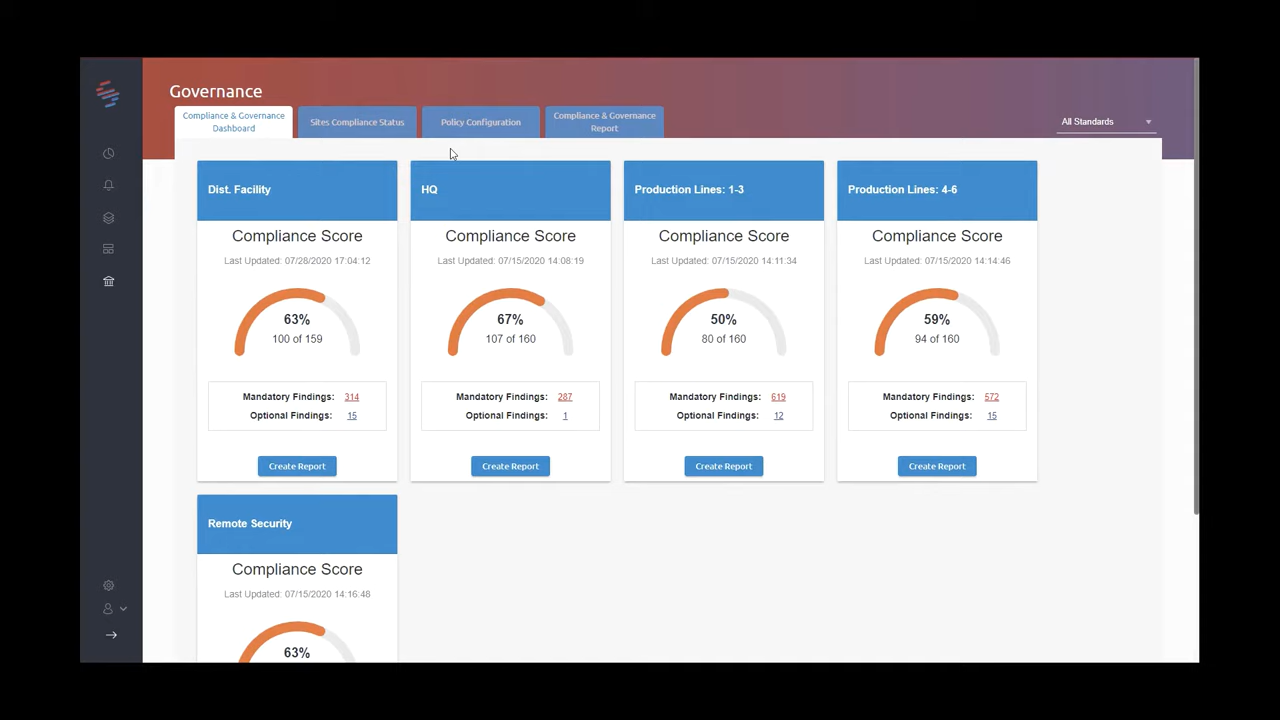 Governance
Compliance & Governance
Dashboard
Sites Compliance Status
Policy Configuration
Compliance & Governance
Report
All Standards
Dist. Facility
Compliance Score
Last Updated: 07/28/2020 17:04:12
63%
100 of 159
Mandatory Findings: 314
Optional Findings: 15
Create Report
HQ
Compliance Score
Last Updated: 07/15/2020 14:08:19
67%
107 of 160
Mandatory Findings: 287
Optional Findings: 1
Create Report
Production Lines: 1-3
Compliance Score
Last Updated: 07/15/2020 14:11:34
50%
80 of 160
Mandatory Findings: 619
Optional Findings: 12
Create Report
Production Lines: 4-6
Compliance Score
Last Updated: 07/15/2020 14:14:46
59%
94 of 160
Mandatory Findings: 572
Optional Findings: 15
Create Report
Remote Security
Compliance Score
Last Updated: 07/15/2020 14:16:48
63%